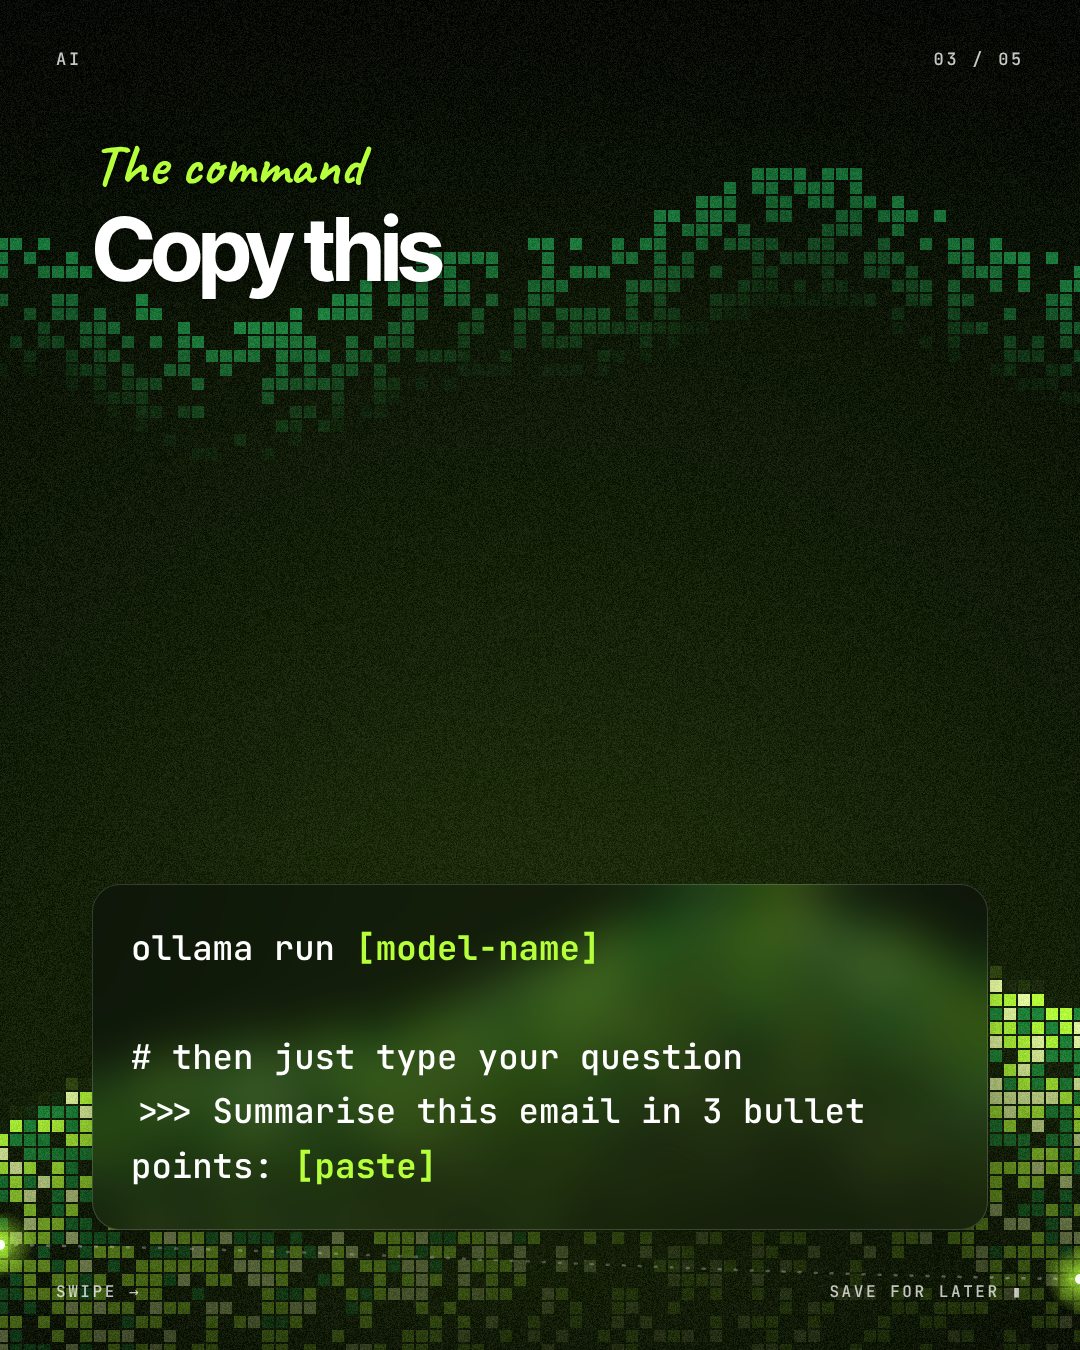 AI
03 / 05
The command
Copy this
ollama run [model-name]
# then just type your question
>>> Summarise this email in 3 bullet
points: [paste]
SWIPE →
SAVE FOR LATER ▮